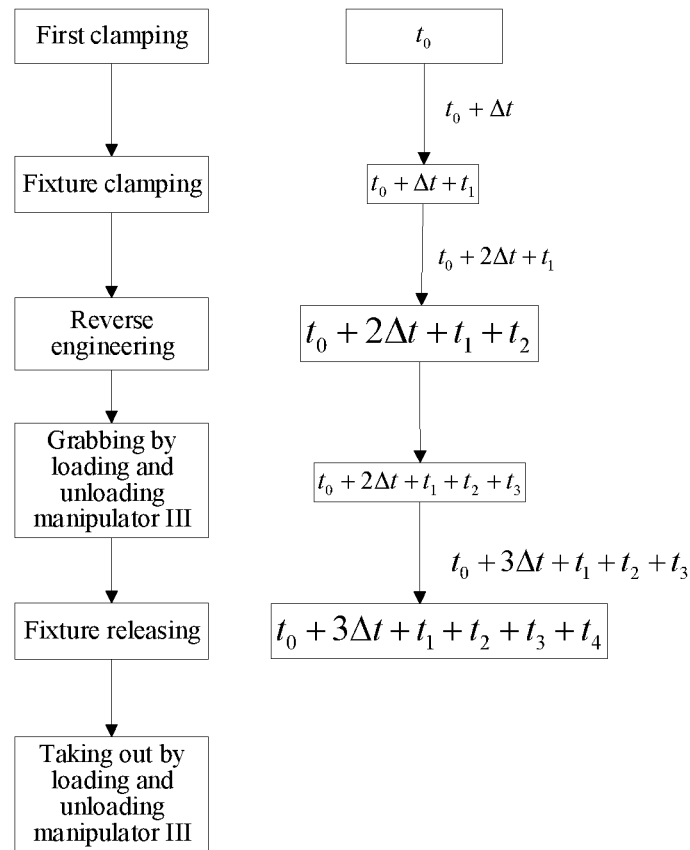 First clamping
t₀
t₀ + Δt
Fixture clamping
t₀ + Δt + t₁
t₀ + 2Δt + t₁
Reverse
engineering
t₀ + 2Δt + t₁ + t₂
Grabbing by
loading and
unloading
manipulator III
t₀ + 2Δt + t₁ + t₂ + t₃
t₀ + 3Δt + t₁ + t₂ + t₃
Fixture releasing
t₀ + 3Δt + t₁ + t₂ + t₃ + t₄
Taking out by
loading and
unloading
manipulator III